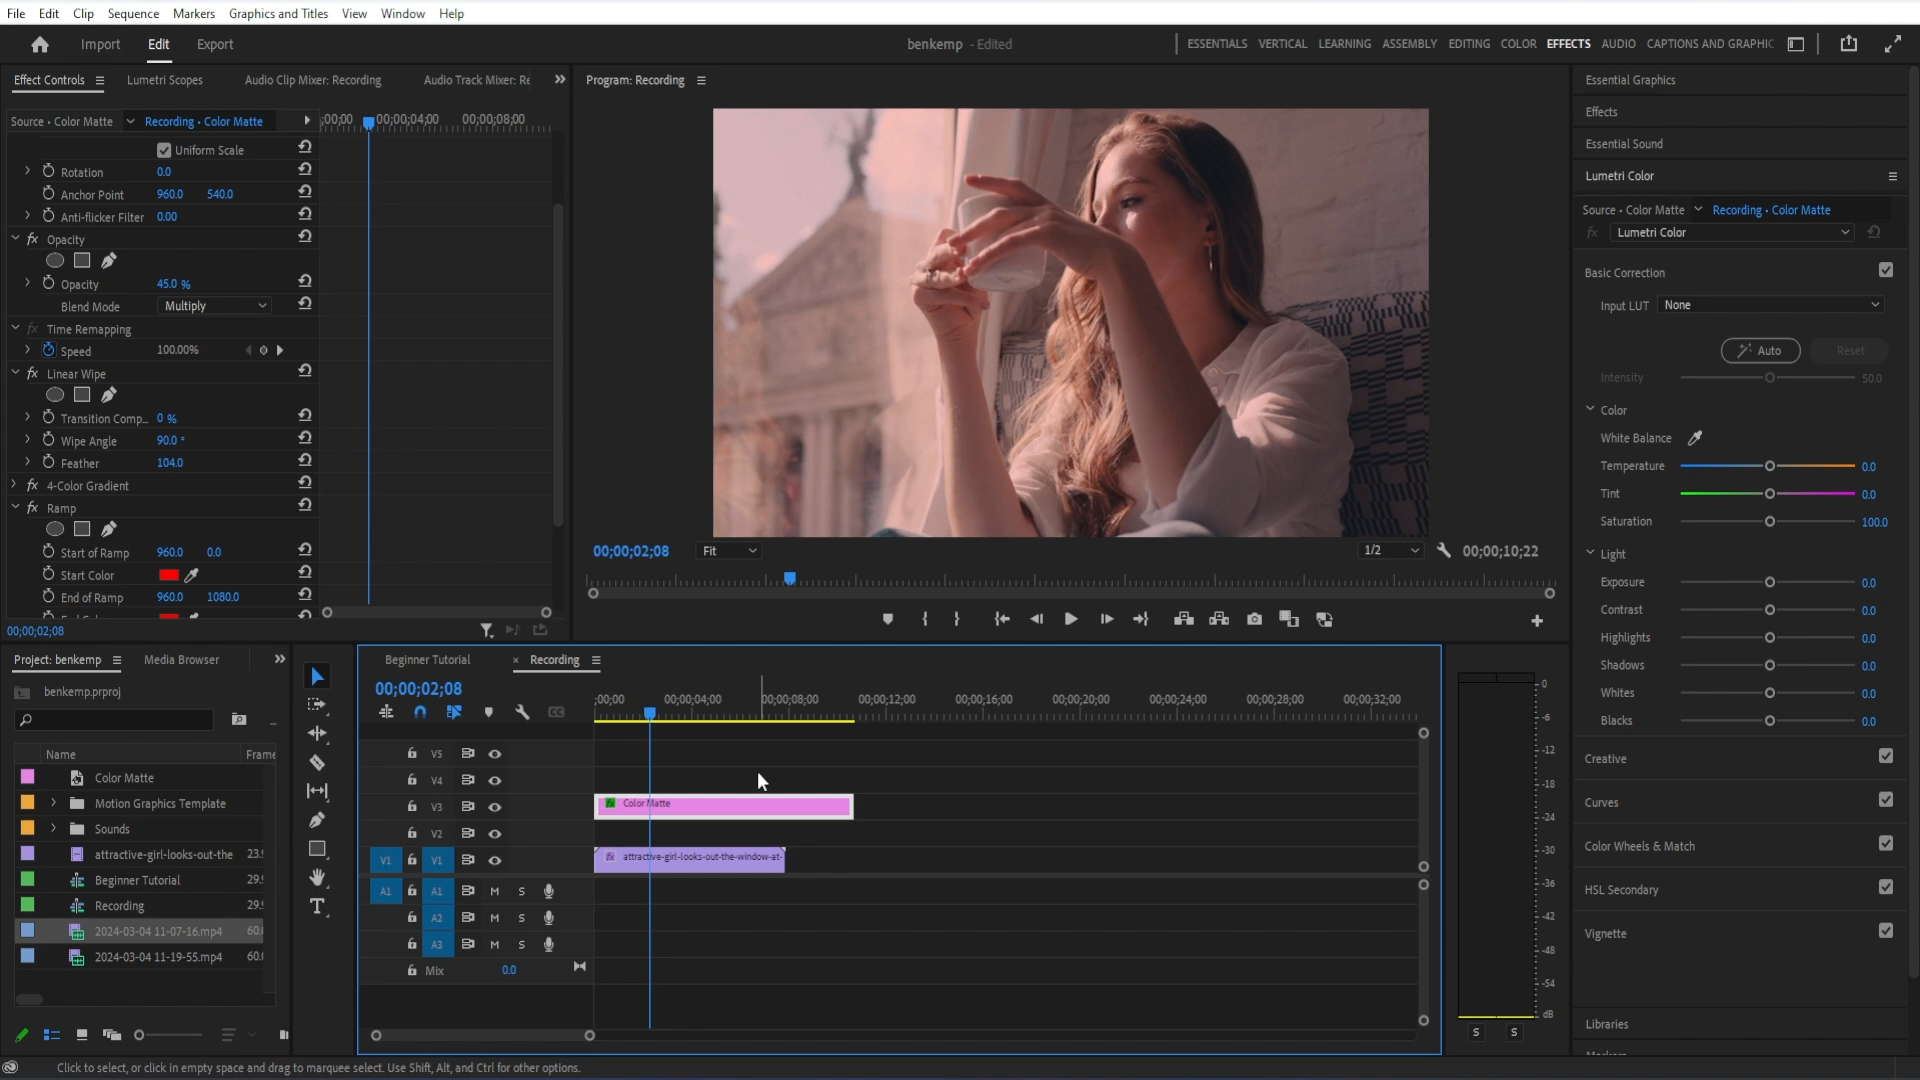 File Edit Clip Sequence Markers Graphics and Titles View Window Help
Import Edit Export
benkemp - Edited
ESSENTIALS VERTICAL LEARNING ASSEMBLY EDITING COLOR EFFECTS AUDIO CAPTIONS AND GRAPHIC
Effect Controls Lumetri Scopes Audio Clip Mixer: Recording Audio Track Mixer: Re
Source • Color Matte Recording • Color Matte
;00;00 00;00;04;00 00;00;08;00
Uniform Scale
Rotation 0.0
Anchor Point 960.0 540.0
Anti-flicker Filter 0.00
fx Opacity
Opacity 45.0 %
Blend Mode Multiply
fx Time Remapping
Speed 100.00%
fx Linear Wipe
Transition Comp... 0 %
Wipe Angle 90.0 °
Feather 104.0
fx 4-Color Gradient
fx Ramp
Start of Ramp 960.0 0.0
Start Color
End of Ramp 960.0 1080.0
00;00;02;08
Program: Recording
00;00;02;08 Fit 1/2 00;00;10;22
Essential Graphics
Effects
Essential Sound
Lumetri Color
Source • Color Matte Recording • Color Matte
fx Lumetri Color
Basic Correction
Input LUT None
Auto Reset
Intensity 50.0
Color
White Balance
Temperature 0.0
Tint 0.0
Saturation 100.0
Light
Exposure 0.0
Contrast 0.0
Highlights 0.0
Shadows 0.0
Whites 0.0
Blacks 0.0
Creative
Curves
Color Wheels & Match
HSL Secondary
Vignette
Libraries
Project: benkemp Media Browser
benkemp.prproj
Name Frame
Color Matte
Motion Graphics Template
Sounds
attractive-girl-looks-out-the 23.
Beginner Tutorial 29.
Recording 29.
2024-03-04 11-07-16.mp4 60.
2024-03-04 11-19-55.mp4 60.
Beginner Tutorial × Recording
00;00;02;08
;00;00 00;00;04;00 00;00;08;00 00;00;12;00 00;00;16;00 00;00;20;00 00;00;24;00 00;00;28;00 00;00;32;00
V5
V4
V3 fx Color Matte
V2
V1 V1 fx attractive-girl-looks-out-the-window-at-
A1 A1 M S
A2 M S
A3 M S
Mix 0.0
0
-6
-12
-18
-24
-30
-36
-42
-48
-54
dB
S S
Click to select, or click in empty space and drag to marquee select. Use Shift, Alt, and Ctrl for other options.